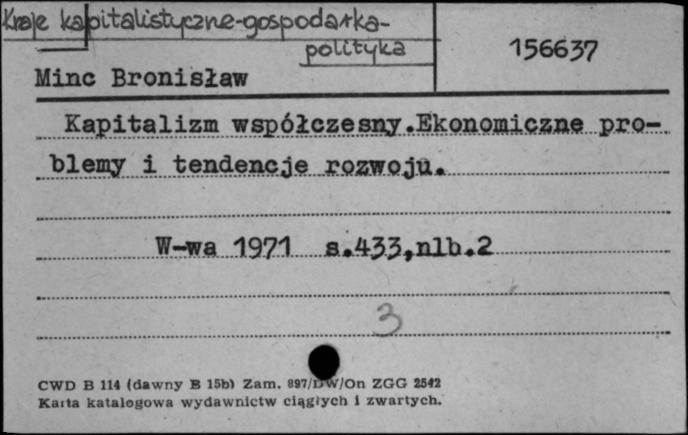 Kraje kapitalistyczne-gospodarka-
polityka
156637
Minc Bronisław
Kapitalizm współczesny.Ekonomiczne pro-
blemy i tendencje rozwoju.
W-wa 1971 s.433,nlb.2
3
CWD B 114 (dawny B 15b) Zam. 897/DW/On ZGG 2542
Karta katalogowa wydawnictw ciągłych i zwartych.